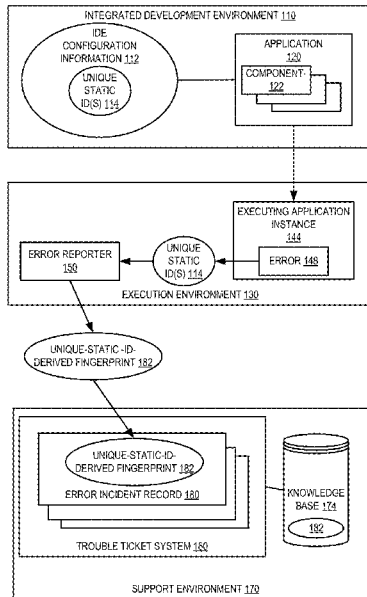 INTEGRATED DEVELOPMENT ENVIRONMENT 110
IDE
CONFIGURATION
INFORMATION 112
UNIQUE
STATIC
ID(S) 114
APPLICATION
120
COMPONENT
122
EXECUTING APPLICATION
INSTANCE
144
ERROR 148
UNIQUE
STATIC
ID(S) 114
ERROR REPORTER
150
EXECUTION ENVIRONMENT 130
UNIQUE-STATIC-ID-
DERIVED FINGERPRINT
182
UNIQUE-STATIC-ID-
DERIVED FINGERPRINT 182
ERROR INCIDENT RECORD 180
TROUBLE TICKET SYSTEM 160
KNOWLEDGE
BASE 174
182
SUPPORT ENVIRONMENT 170